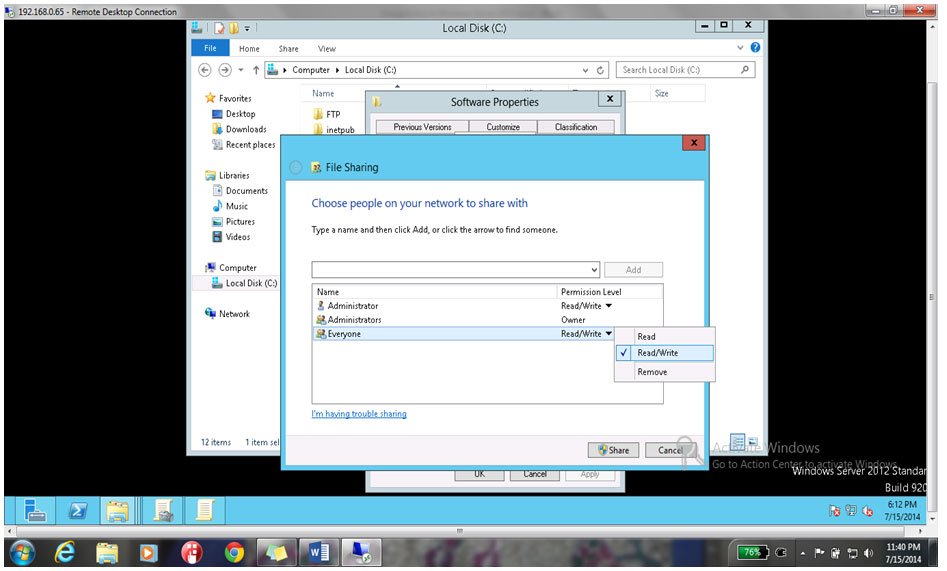 192.168.0.65 - Remote Desktop Connection
Local Disk (C:)
File Home Share View
Computer Local Disk (C:)
Search Local Disk (C:)
Name
Size
Favorites
Desktop
Downloads
Recent places
Libraries
Documents
Music
Pictures
Videos
Computer
Local Disk (C:)
Network
FTP
inetpub
12 items 1 item sel
Software Properties
Previous Versions Customize Classification
File Sharing
Choose people on your network to share with
Type a name and then click Add, or click the arrow to find someone.
Add
Name Permission Level
Administrator Read/Write
Administrators Owner
Everyone Read/Write
Read
Read/Write
Remove
I'm having trouble sharing
Share Cancel
OK Cancel Apply
Activate Windows
Go to Action Center to activate Windows.
Windows Server 2012 Standar
Build 920
6:12 PM
7/15/2014
76%
11:40 PM
7/15/2014